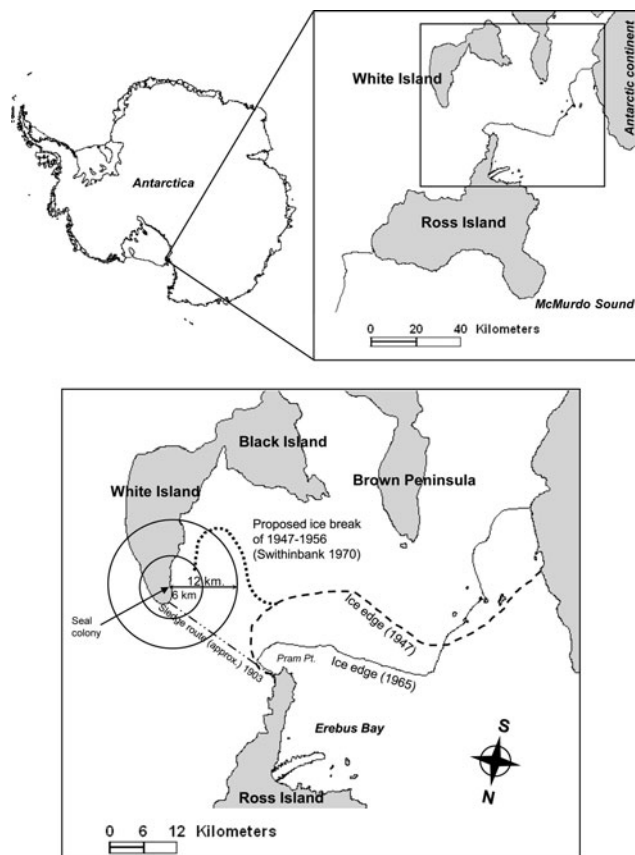 Antarctica
White Island
Antarctic continent
Ross Island
McMurdo Sound
0 20 40 Kilometers
Black Island
White Island
Brown Peninsula
Proposed ice break
of 1947-1956
(Swithinbank 1970)
12 km.
6 km
Seal
colony
Sledge route (approx.) 1903
Ice edge (1947)
Pram Pt.
Ice edge (1965)
Erebus Bay
S
N
Ross Island
0 6 12 Kilometers